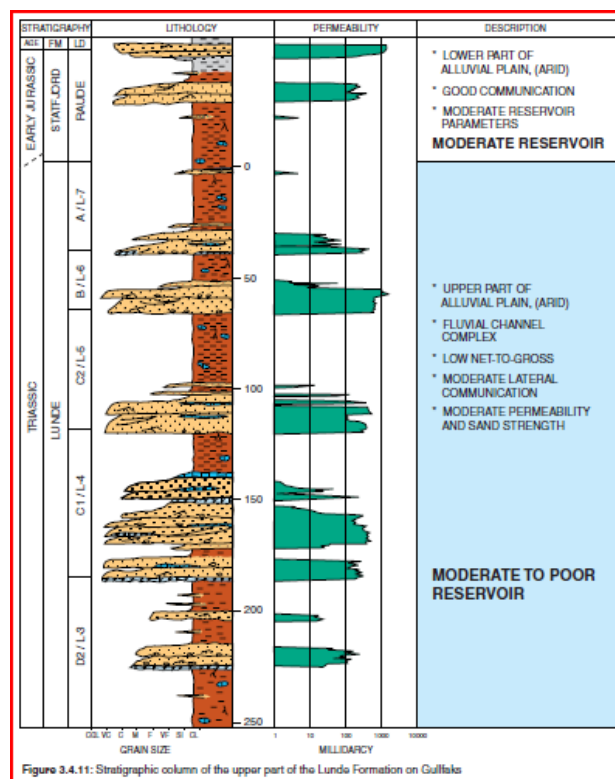 STRATIGRAPHY
LITHOLOGY
PERMEABILITY
DESCRIPTION
AGE FM LD
EARLY JURASSIC
STATFJORD
RAUDE
TRIASSIC
LUNDE
A / L-7
B / L-6
C2 / L-5
C1 / L-4
D2 / L-3
0
50
100
150
200
250
* LOWER PART OF
ALLUVIAL PLAIN, (ARID)
* GOOD COMMUNICATION
* MODERATE RESERVOIR
PARAMETERS
MODERATE RESERVOIR
* UPPER PART OF
ALLUVIAL PLAIN, (ARID)
* FLUVIAL CHANNEL
COMPLEX
* LOW NET-TO-GROSS
* MODERATE LATERAL
COMMUNICATION
* MODERATE PERMEABILITY
AND SAND STRENGTH
MODERATE TO POOR
RESERVOIR
CGL VC C M F VF SI CL
GRAIN SIZE
1 10 100 1000 10000
MILLIDARCY
Figure 3.4.11: Stratigraphic column of the upper part of the Lunde Formation on Gullfaks